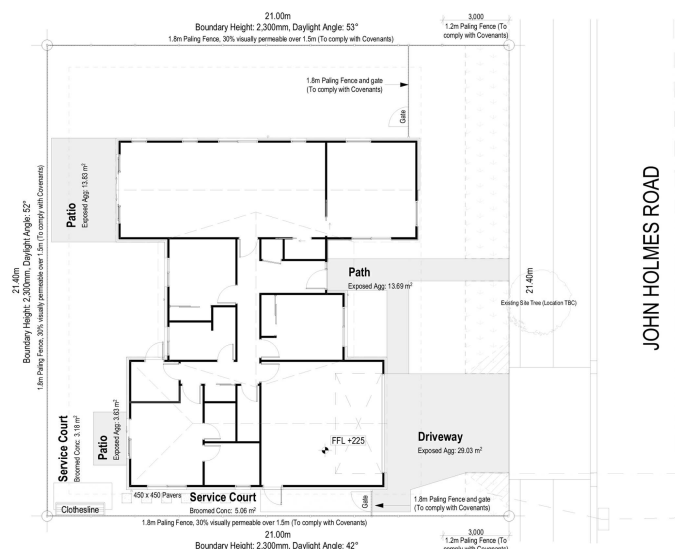 21.00m
Boundary Height: 2,300mm, Daylight Angle: 53°
1.8m Paling Fence, 30% visually permeable over 1.5m (To comply with Covenants)
3,000
1.2m Paling Fence (To
comply with Covenants)
1.8m Paling Fence and gate
(To comply with Covenants)
Gate
Patio
Exposed Agg: 13.83 m²
21.40m
Boundary Height: 2,300mm, Daylight Angle: 52°
1.8m Paling Fence, 30% visually permeable over 1.5m (To comply with Covenants)
Path
Exposed Agg: 13.69 m²
21.40m
Existing Site Tree (Location TBC)
JOHN HOLMES ROAD
Service Court
Broomed Conc: 3.18 m²
Patio
Exposed Agg: 3.63 m²
FFL +225
Driveway
Exposed Agg: 29.03 m²
450 x 450 Pavers
Service Court
Broomed Conc: 5.06 m²
Clothesline
Gate
1.8m Paling Fence and gate
(To comply with Covenants)
1.8m Paling Fence, 30% visually permeable over 1.5m (To comply with Covenants)
21.00m
Boundary Height: 2,300mm, Daylight Angle: 42°
3,000
1.2m Paling Fence (To
comply with Covenants)